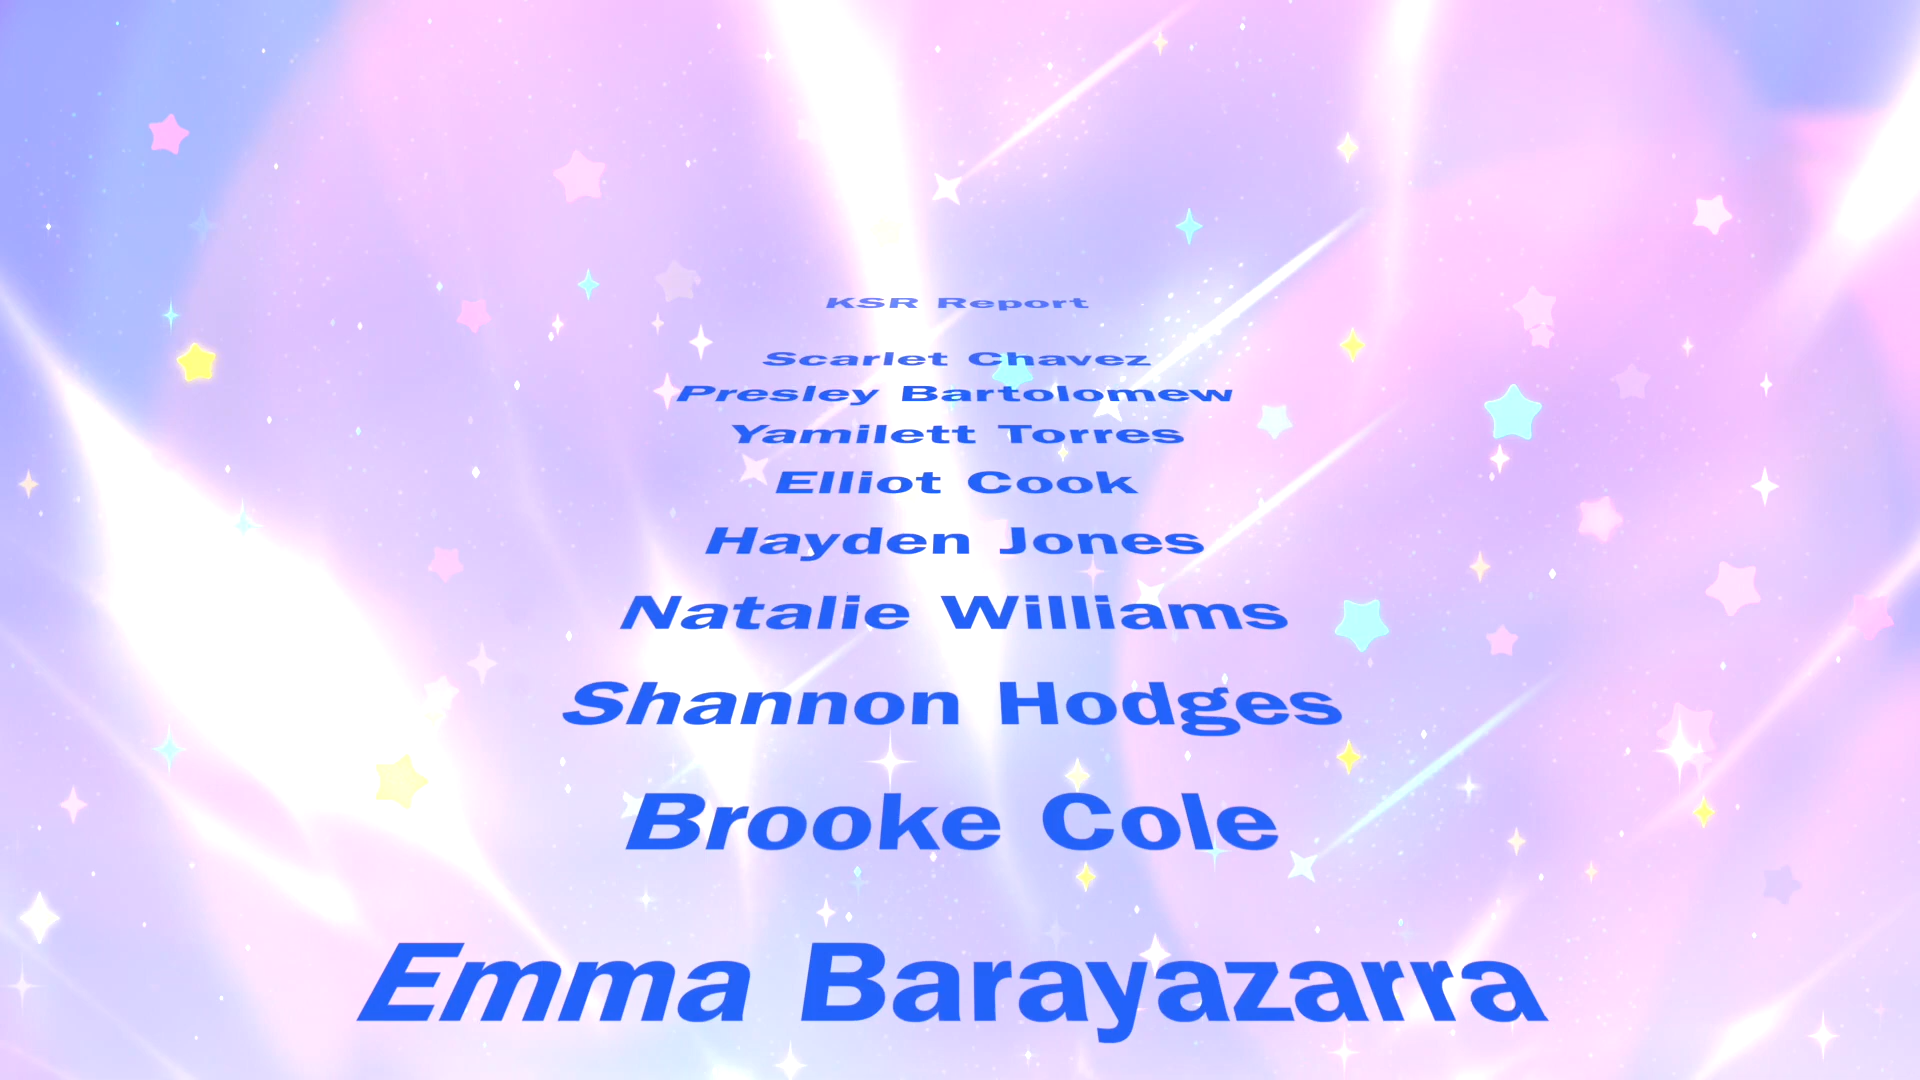 KSR Report
Scarlet Chavez
Presley Bartolomew
Yamilett Torres
Elliot Cook
Hayden Jones
Natalie Williams
Shannon Hodges
Brooke Cole
Emma Barayazarra